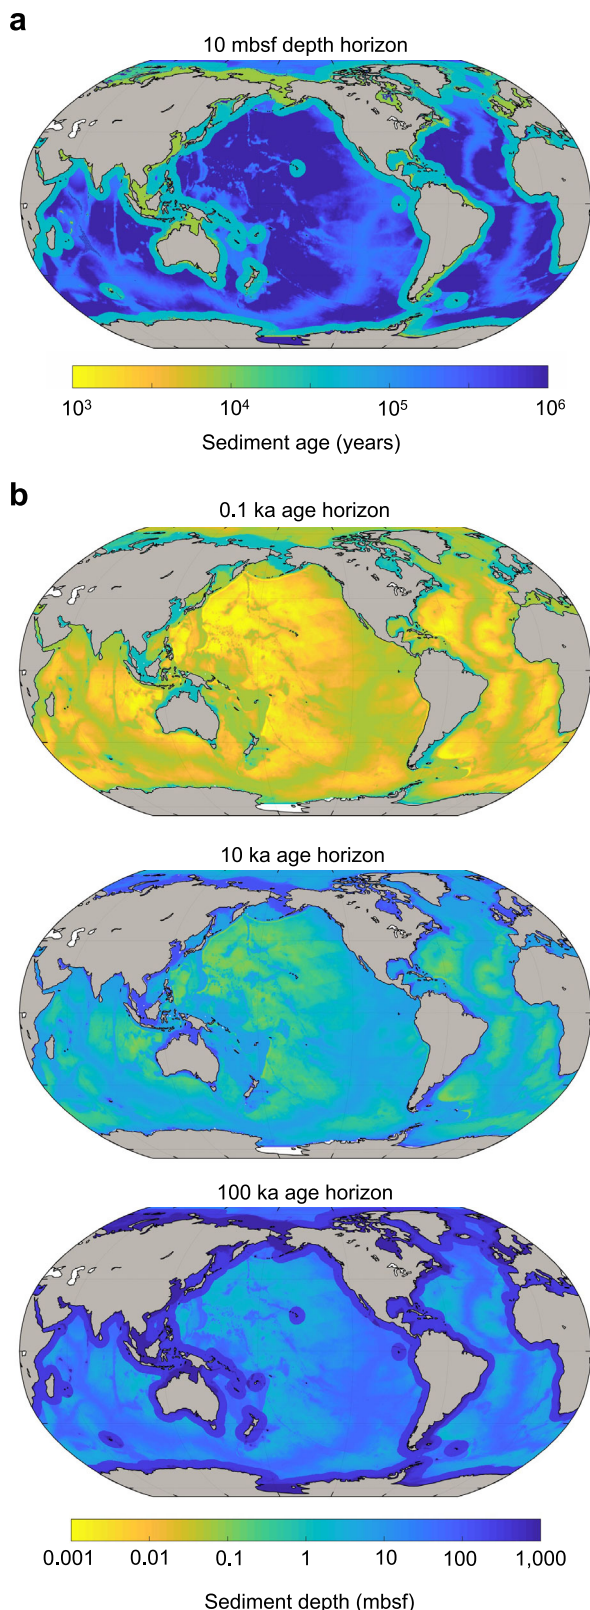 a
10 mbsf depth horizon
10³ 10⁴ 10⁵ 10⁶
Sediment age (years)
b
0.1 ka age horizon
10 ka age horizon
100 ka age horizon
0.001 0.01 0.1 1 10 100 1,000
Sediment depth (mbsf)